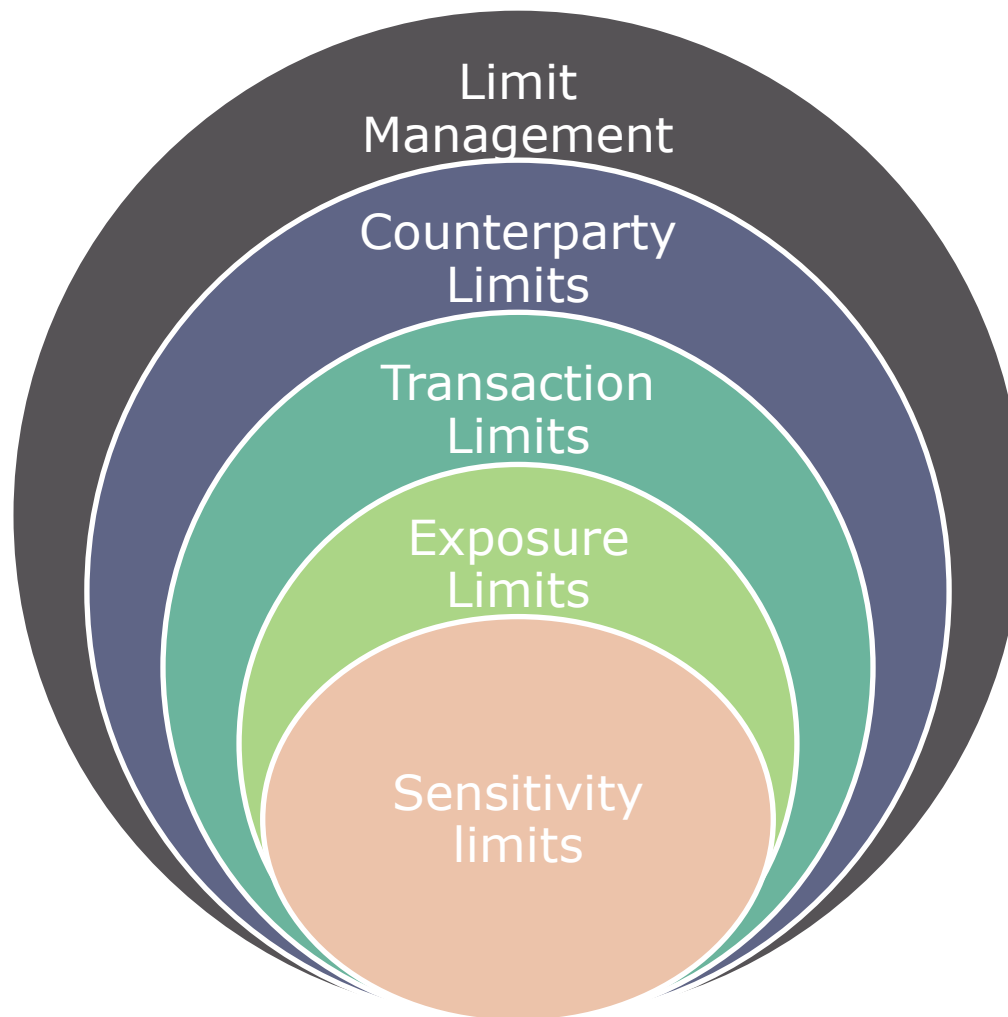 Limit
Management
Counterparty
Limits
Transaction
Limits
Exposure
Limits
Sensitivity
limits